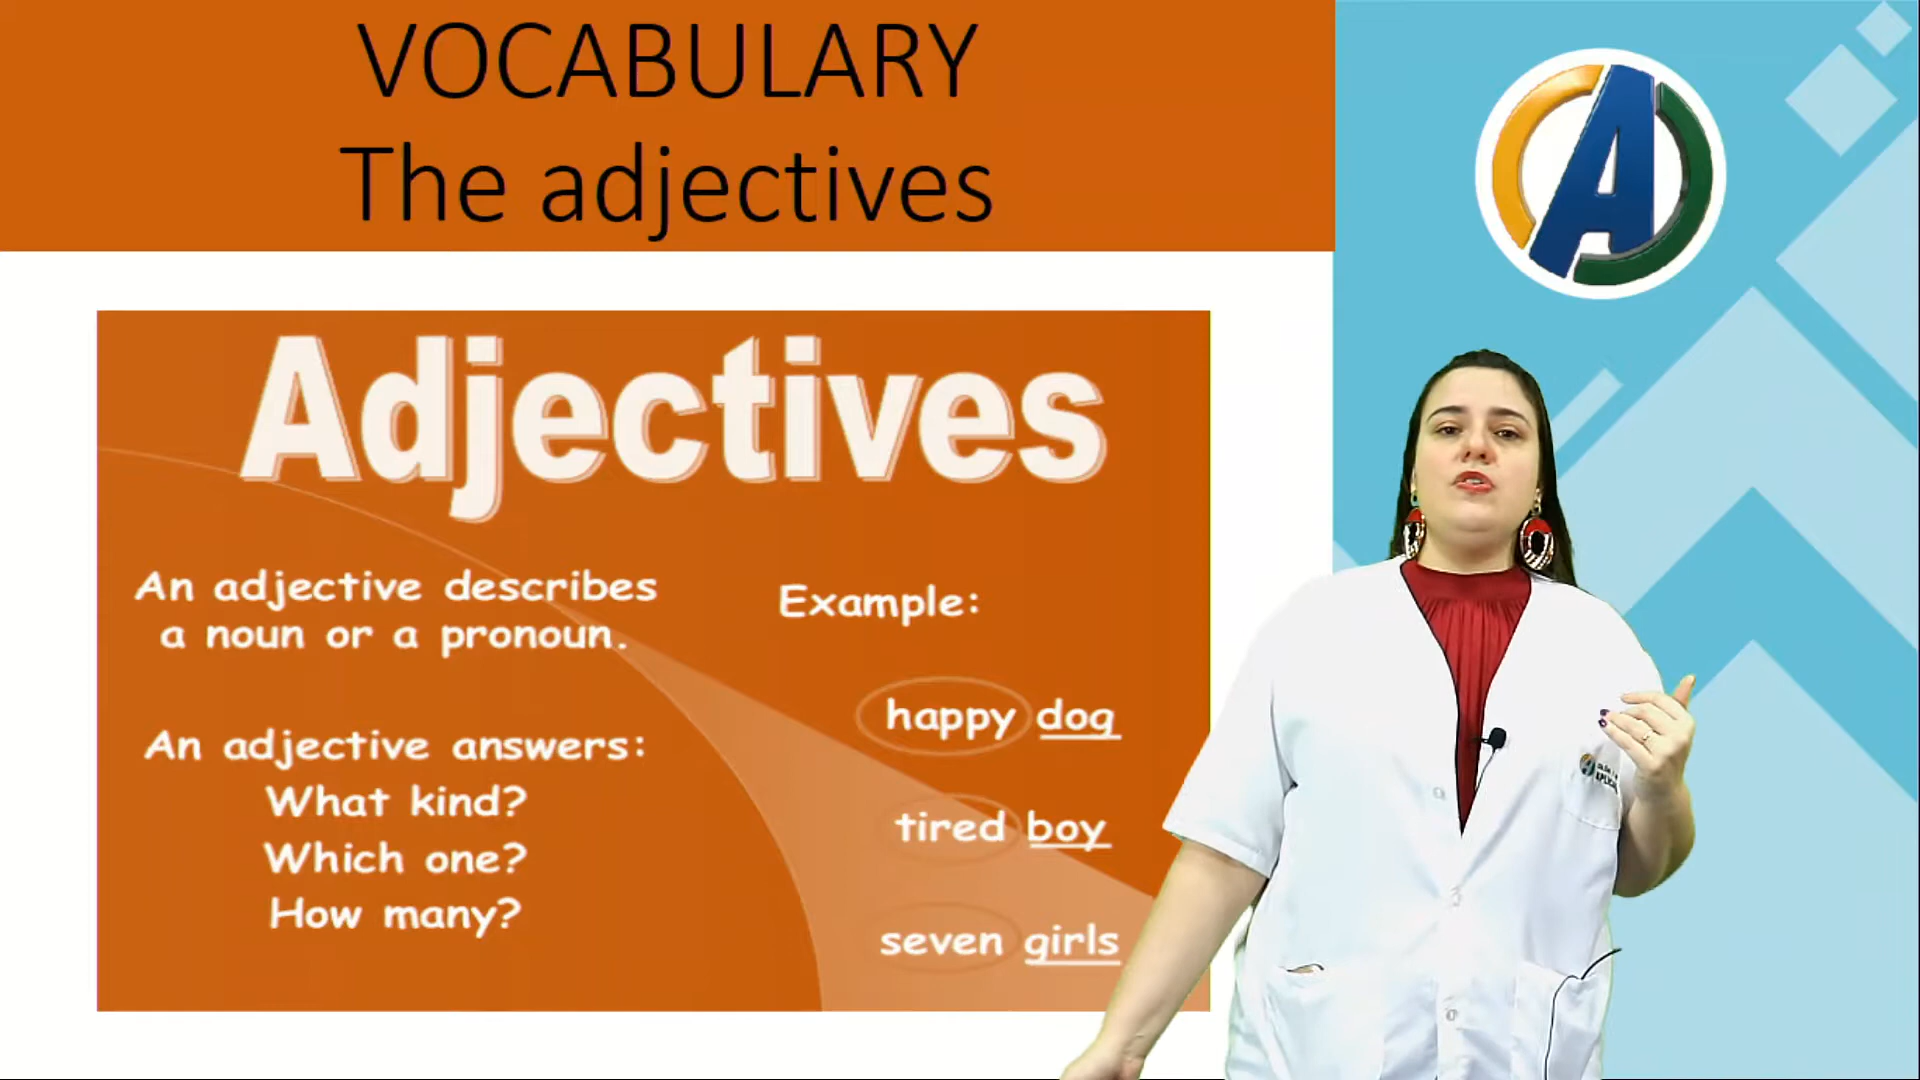 VOCABULARY
The adjectives
Adjectives
An adjective describes
a noun or a pronoun.
An adjective answers:
What kind?
Which one?
How many?
Example:
happy dog
tired boy
seven girls
A